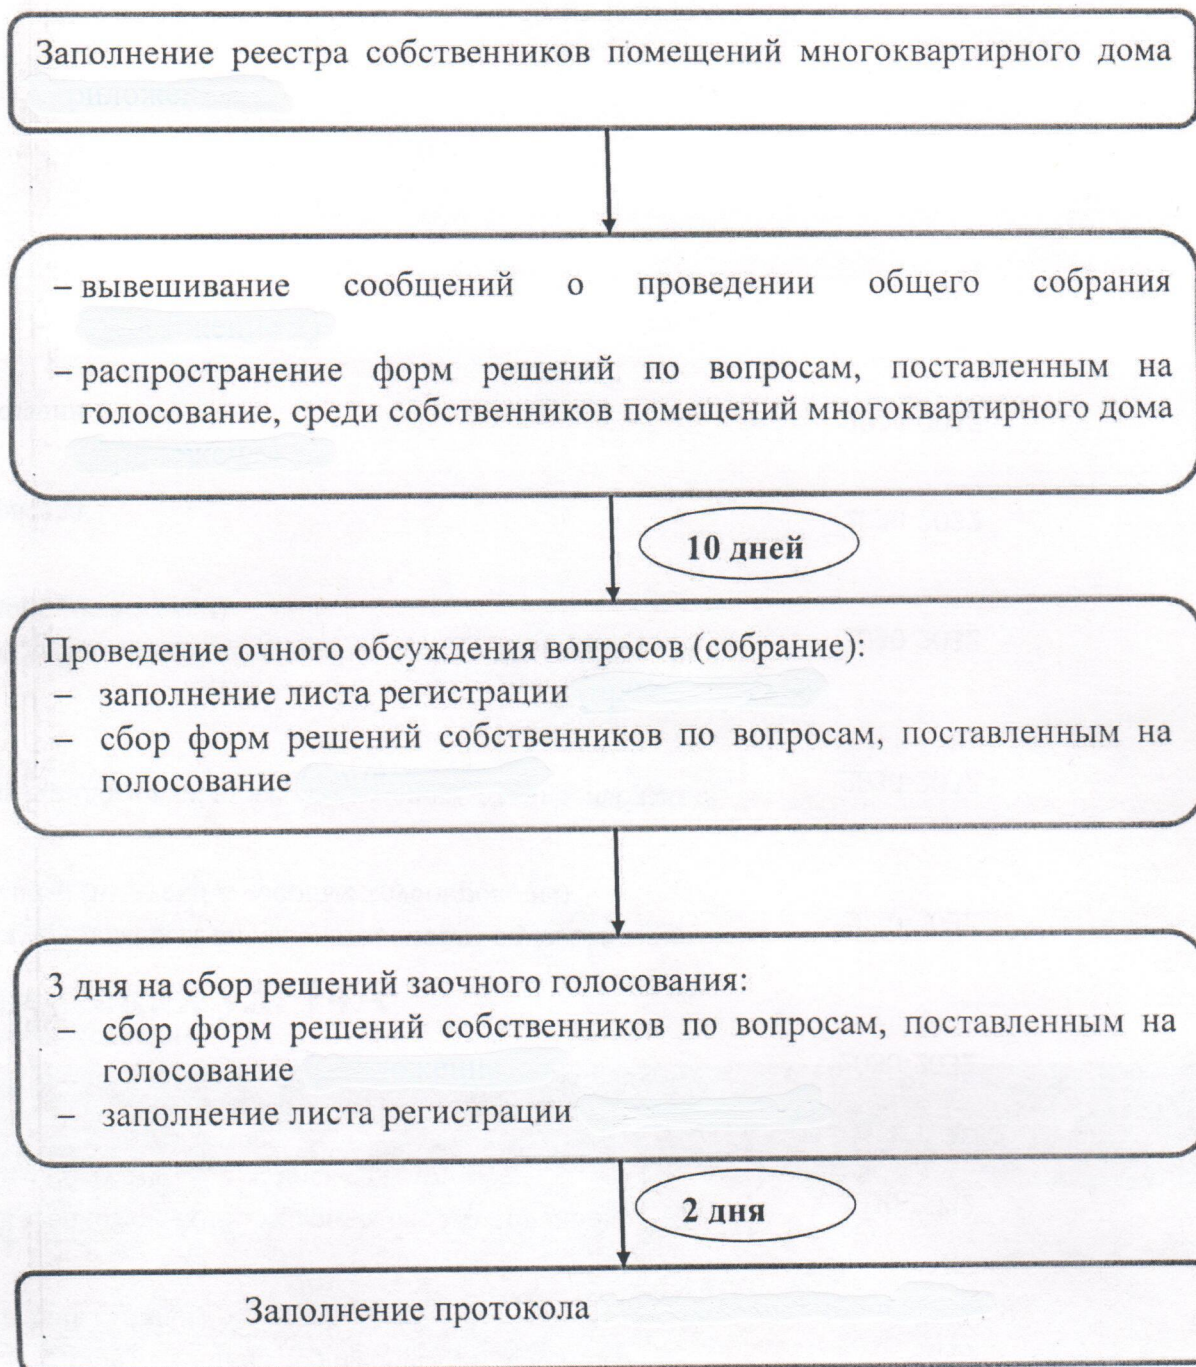 Заполнение реестра собственников помещений многоквартирного дома
– вывешивание сообщений о проведении общего собрания
– распространение форм решений по вопросам, поставленным на
голосование, среди собственников помещений многоквартирного дома
10 дней
Проведение очного обсуждения вопросов (собрание):
– заполнение листа регистрации
– сбор форм решений собственников по вопросам, поставленным на
голосование
3 дня на сбор решений заочного голосования:
– сбор форм решений собственников по вопросам, поставленным на
голосование
– заполнение листа регистрации
2 дня
Заполнение протокола